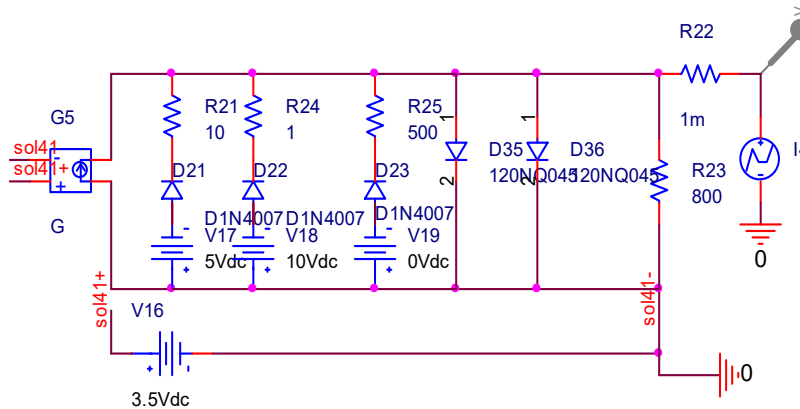 R22
1m
G5
sol41
sol41+
G
R21
10
R24
1
R25
500
1
1
D21
D22
D23
D35
120NQ045
D36
120NQ045
2
2
R23
800
D1N4007
D1N4007
D1N4007
V17
5Vdc
V18
10Vdc
V19
0Vdc
0
sol41+
sol41-
V16
3.5Vdc
0